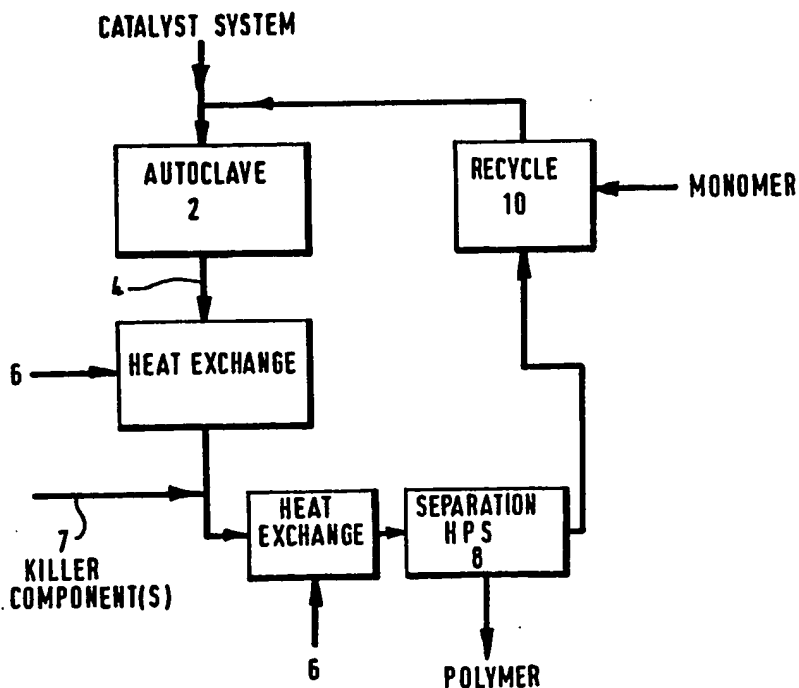 CATALYST SYSTEM
AUTOCLAVE
2
RECYCLE
10
MONOMER
4
HEAT EXCHANGE
6
7
KILLER
COMPONENT(S)
HEAT
EXCHANGE
6
SEPARATION
HPS
8
POLYMER